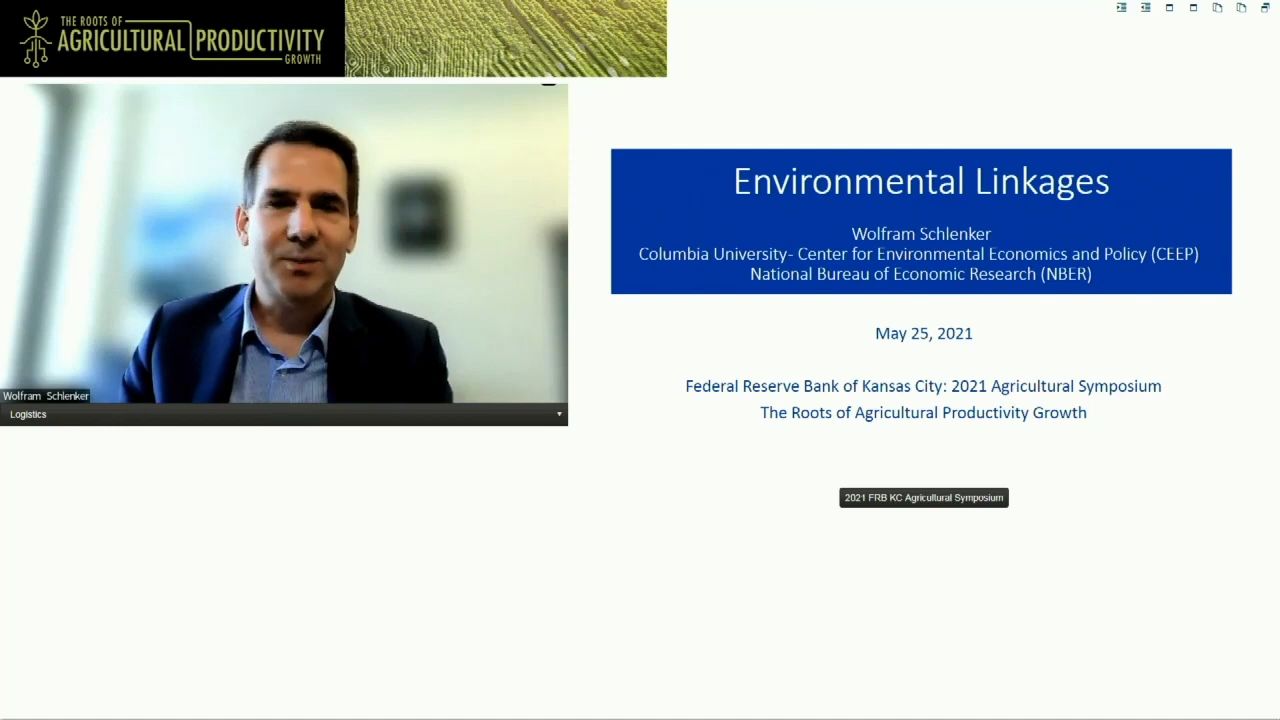 THE ROOTS OF
AGRICULTURAL PRODUCTIVITY
GROWTH
Wolfram Schlenker
Logistics
Environmental Linkages
Wolfram Schlenker
Columbia University- Center for Environmental Economics and Policy (CEEP)
National Bureau of Economic Research (NBER)
May 25, 2021
Federal Reserve Bank of Kansas City: 2021 Agricultural Symposium
The Roots of Agricultural Productivity Growth
2021 FRB KC Agricultural Symposium